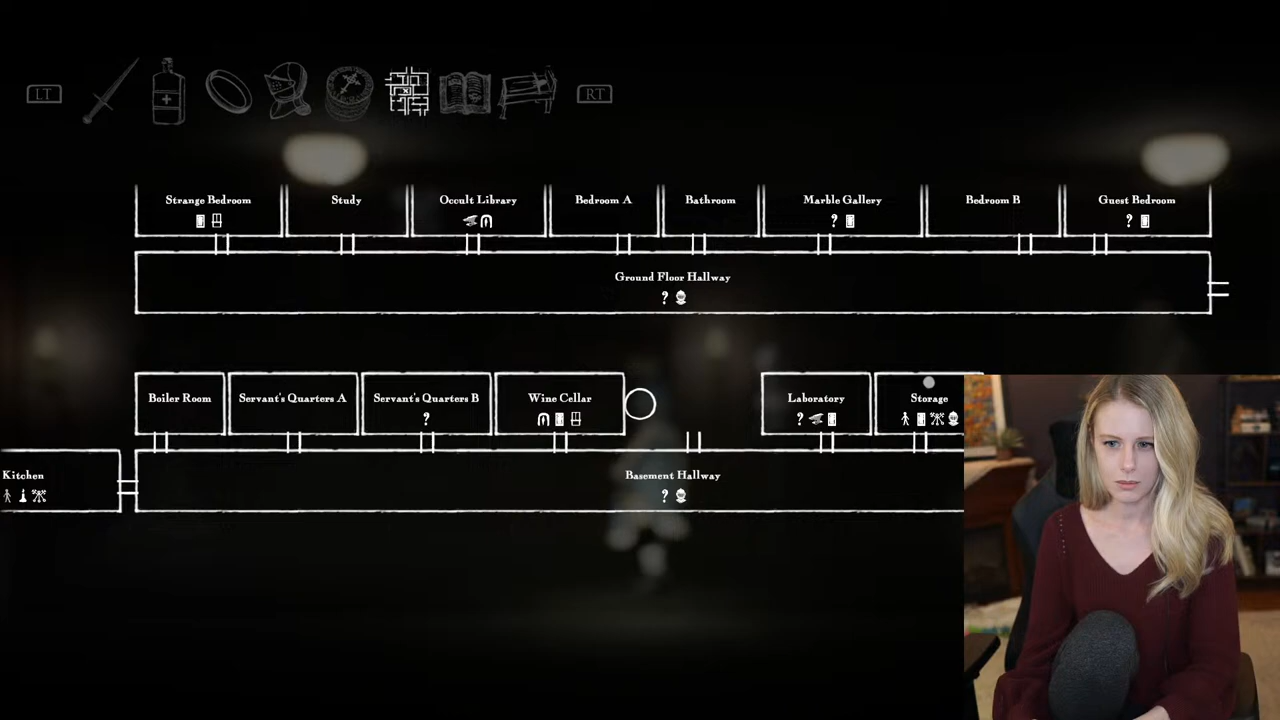 LT RT
Strange Bedroom Study Occult Library Bedroom A Bathroom Marble Gallery Bedroom B Guest Bedroom
? ?
Ground Floor Hallway
?
Boiler Room Servant's Quarters A Servant's Quarters B Wine Cellar Laboratory Storage
? ?
Kitchen Basement Hallway
?